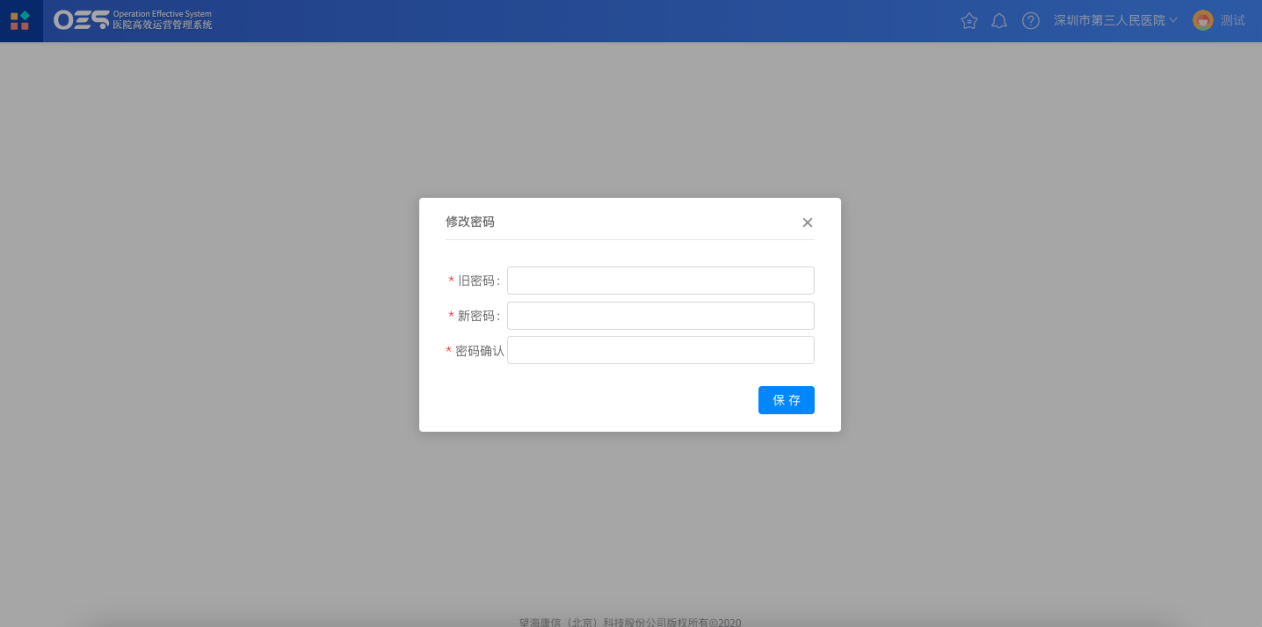 OES Operation Effective System
医院高效运营管理系统
深圳市第三人民医院
测试
修改密码
* 旧密码:
* 新密码:
* 密码确认
保 存
望海康信（北京）科技股份公司版权所有©2020